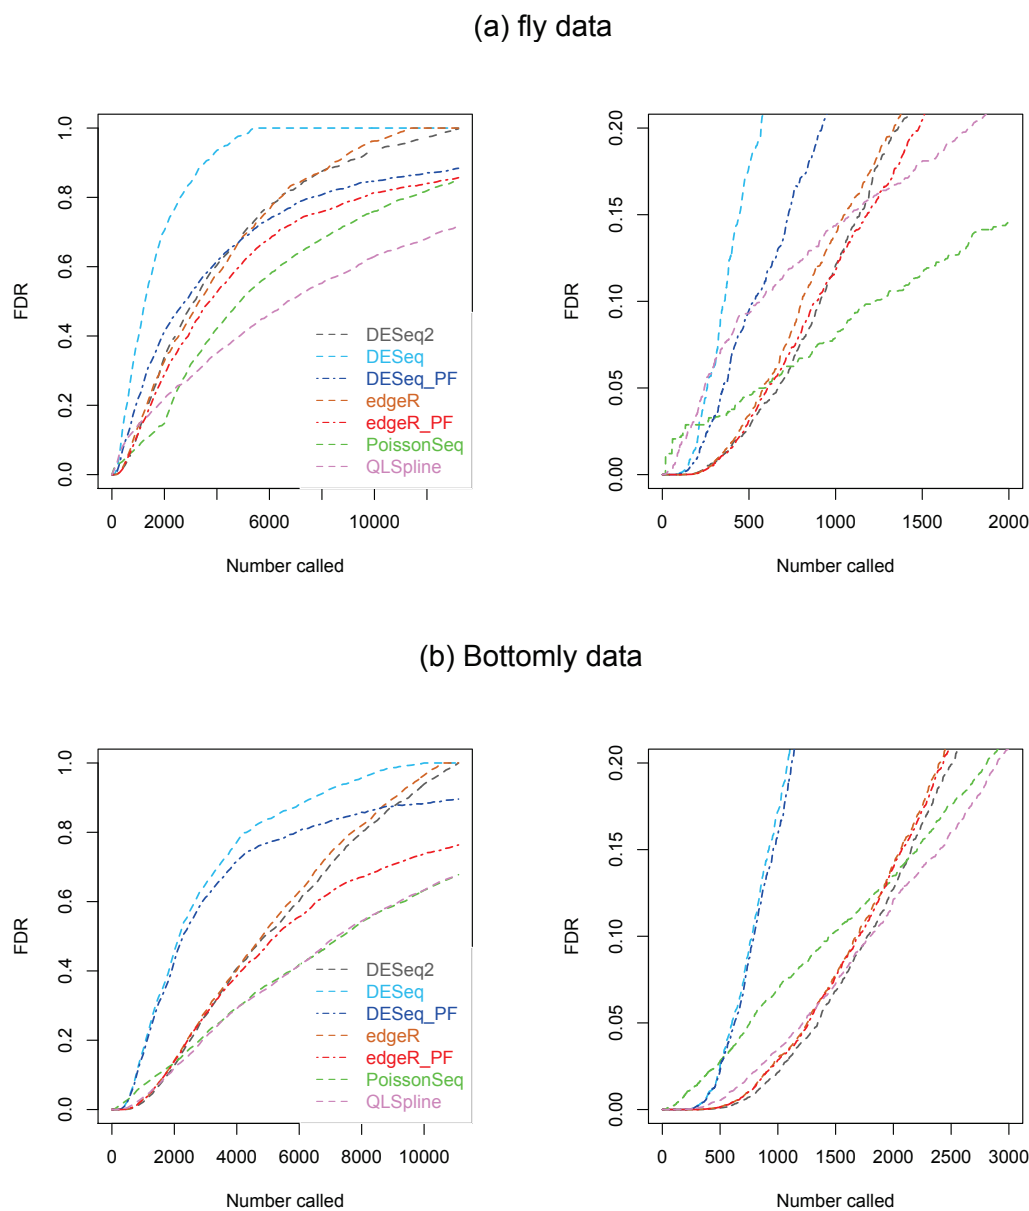 (a) fly data
FDR
0.0 0.2 0.4 0.6 0.8 1.0
DESeq2
DESeq
DESeq_PF
edgeR
edgeR_PF
PoissonSeq
QLSpline
0 2000 6000 10000
Number called
FDR
0.00 0.05 0.10 0.15 0.20
0 500 1000 1500 2000
Number called
(b) Bottomly data
FDR
0.0 0.2 0.4 0.6 0.8 1.0
DESeq2
DESeq
DESeq_PF
edgeR
edgeR_PF
PoissonSeq
QLSpline
0 2000 4000 6000 8000 10000
Number called
FDR
0.00 0.05 0.10 0.15 0.20
0 500 1000 1500 2000 2500 3000
Number called